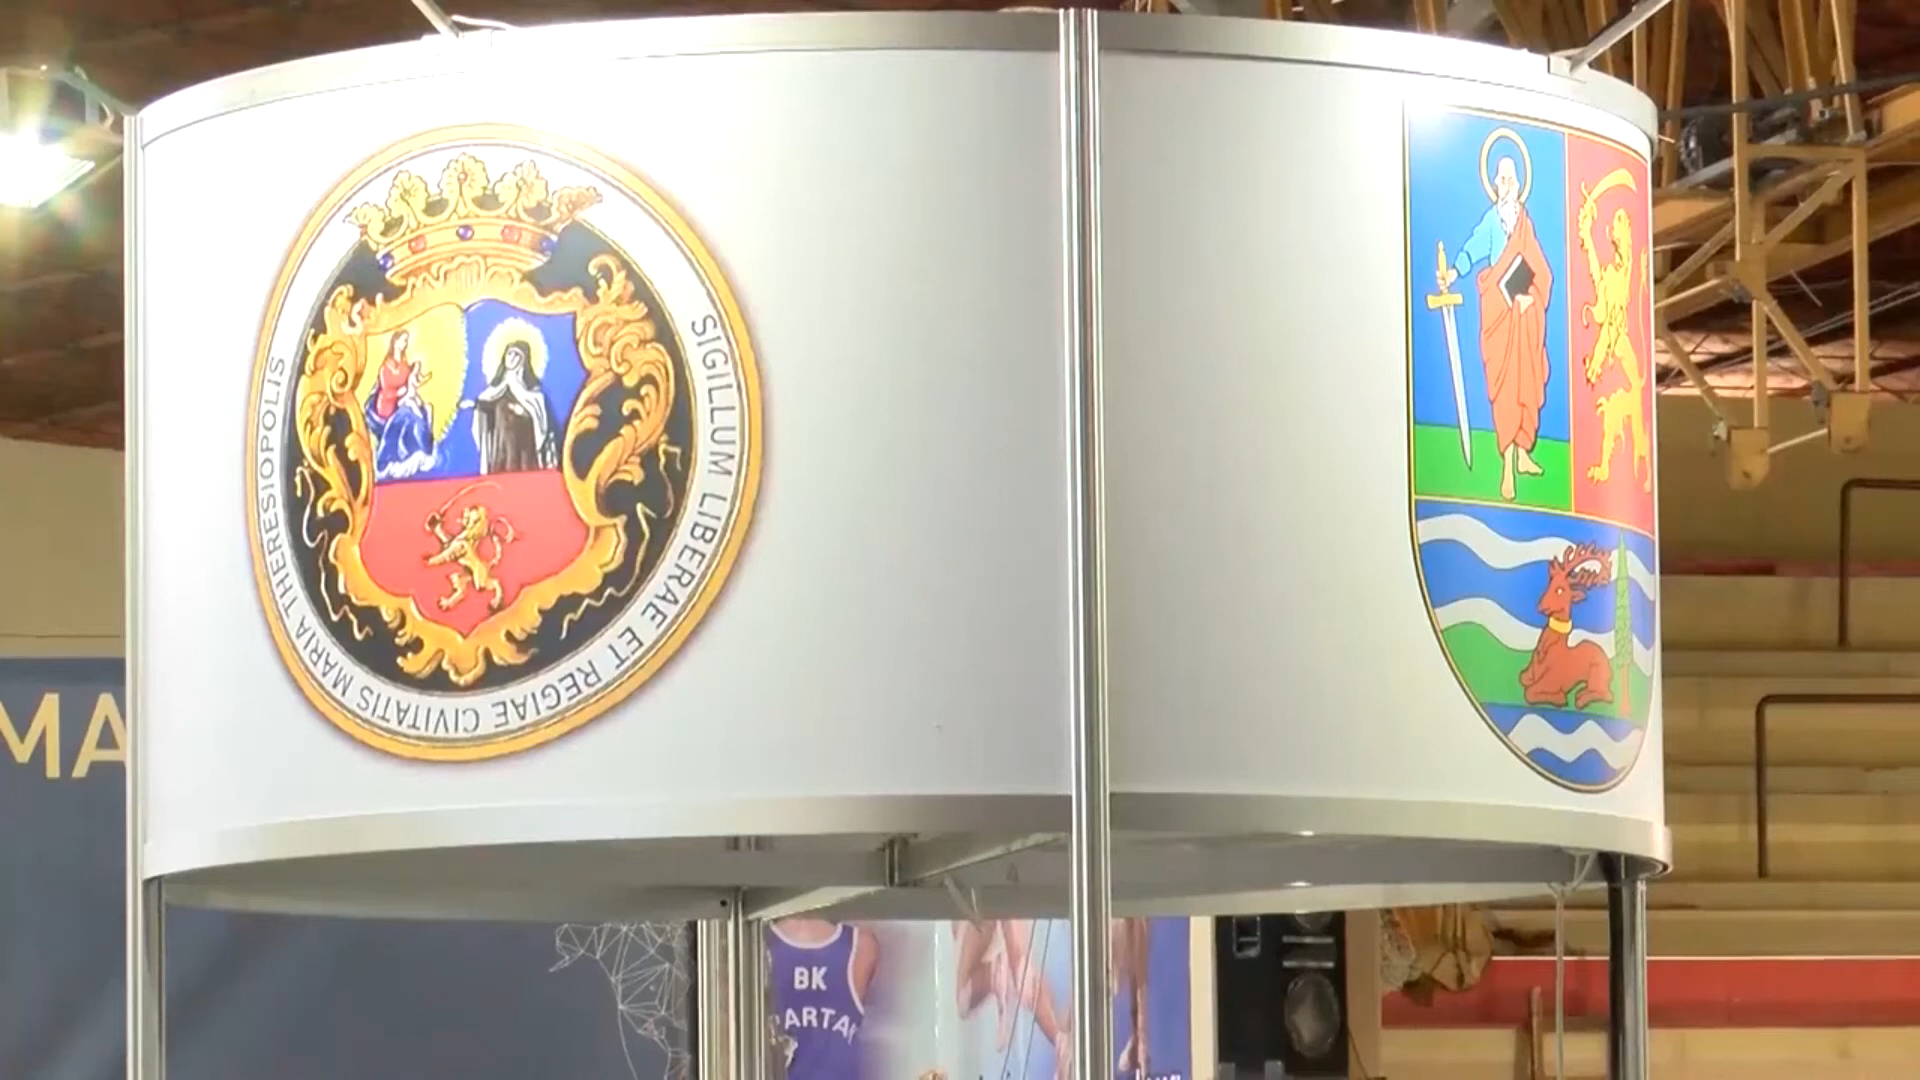 SIGILLUM LIBERAE ET REGIAE CIVITATIS MARIA THERESIOPOLIS
MA
BK
ARTA